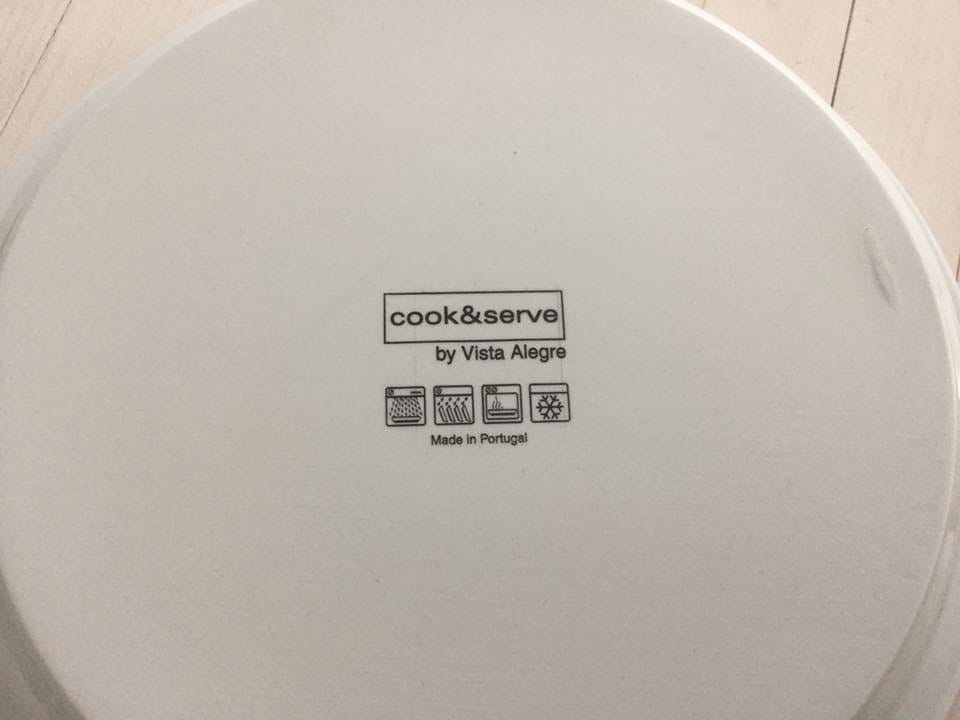 cook&serve
by Vista Alegre
Made in Portugal